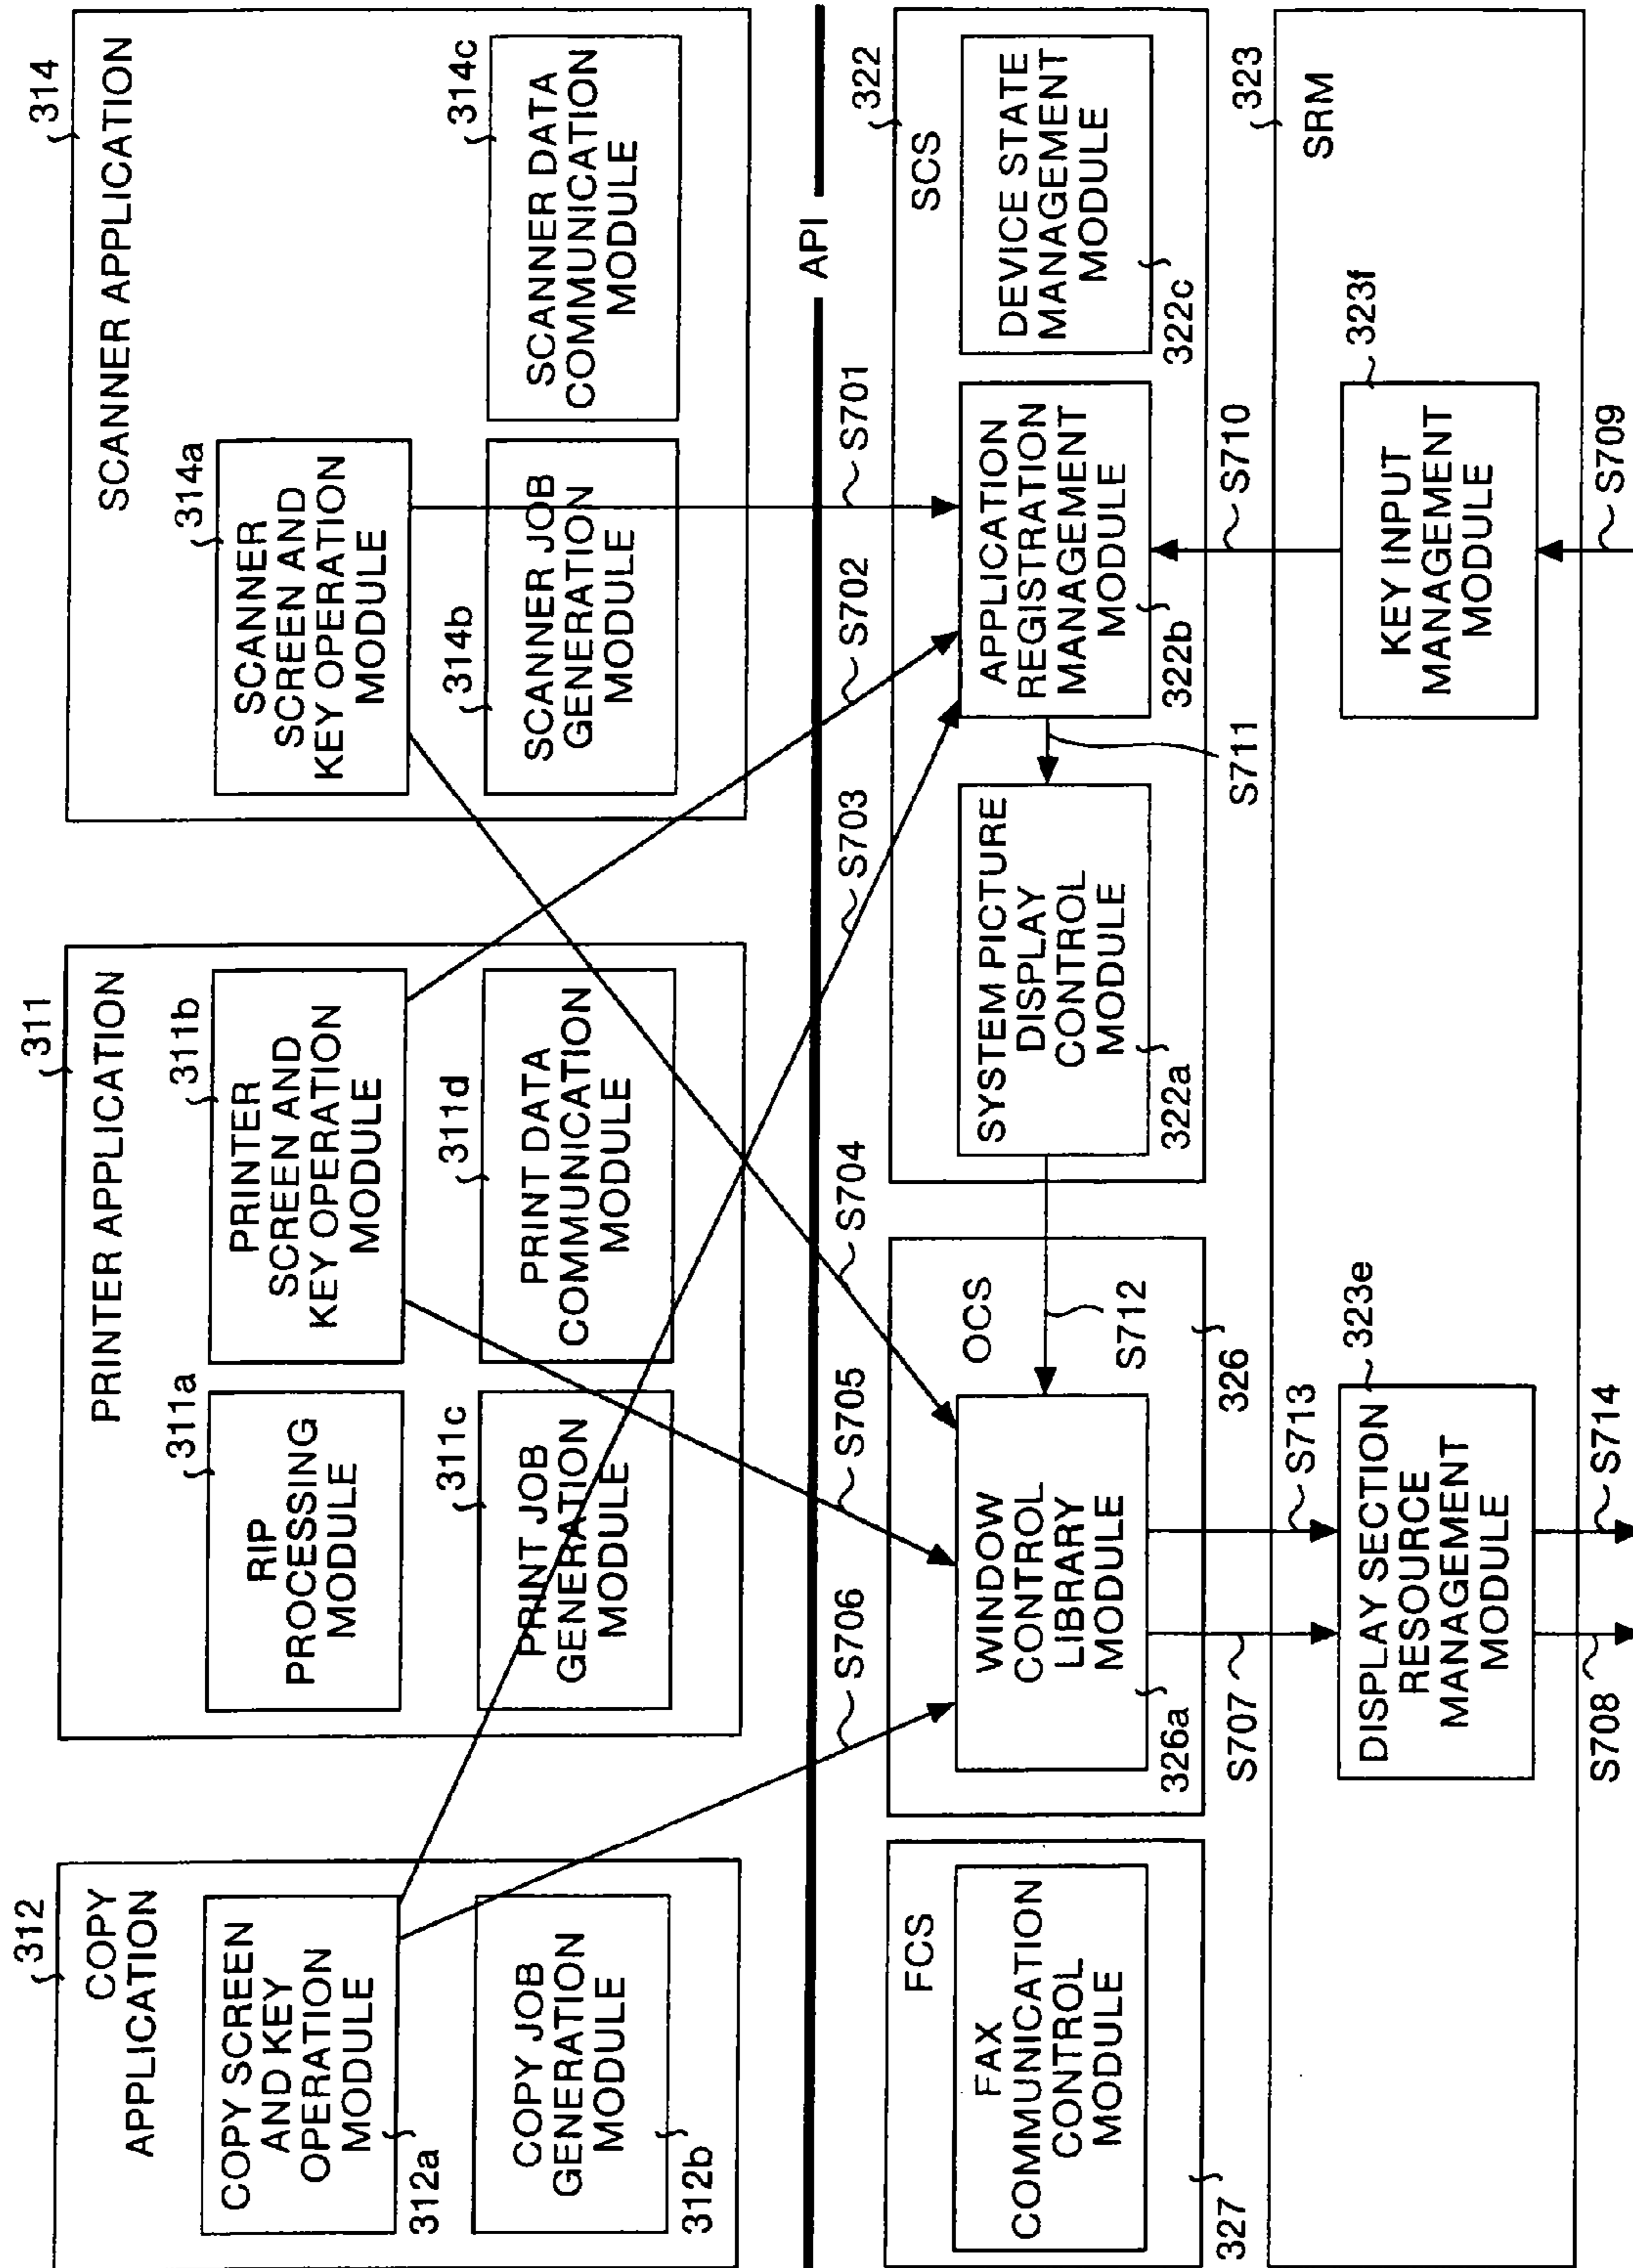 312
COPY
APPLICATION
COPY SCREEN
AND KEY
OPERATION
MODULE
312a
COPY JOB
GENERATION
MODULE
312b
311
PRINTER APPLICATION
311a
RIP
PROCESSING
MODULE
311b
PRINTER
SCREEN AND
KEY OPERATION
MODULE
311c
PRINT JOB
GENERATION
MODULE
311d
PRINT DATA
COMMUNICATION
MODULE
314
SCANNER APPLICATION
314a
SCANNER
SCREEN AND
KEY OPERATION
MODULE
314b
SCANNER JOB
GENERATION
MODULE
314c
SCANNER DATA
COMMUNICATION
MODULE
API
S706
S705
S704
S703
S702
S701
FCS
FAX
COMMUNICATION
CONTROL
MODULE
327
OCS
WINDOW
CONTROL
LIBRARY
MODULE
326a
S712
326
322
SCS
SYSTEM PICTURE
DISPLAY
CONTROL
MODULE
322a
S711
APPLICATION
REGISTRATION
MANAGEMENT
MODULE
322b
DEVICE STATE
MANAGEMENT
MODULE
322c
S707
S713
S710
323
SRM
323e
DISPLAY SECTION
RESOURCE
MANAGEMENT
MODULE
323f
KEY INPUT
MANAGEMENT
MODULE
S708
S714
S709